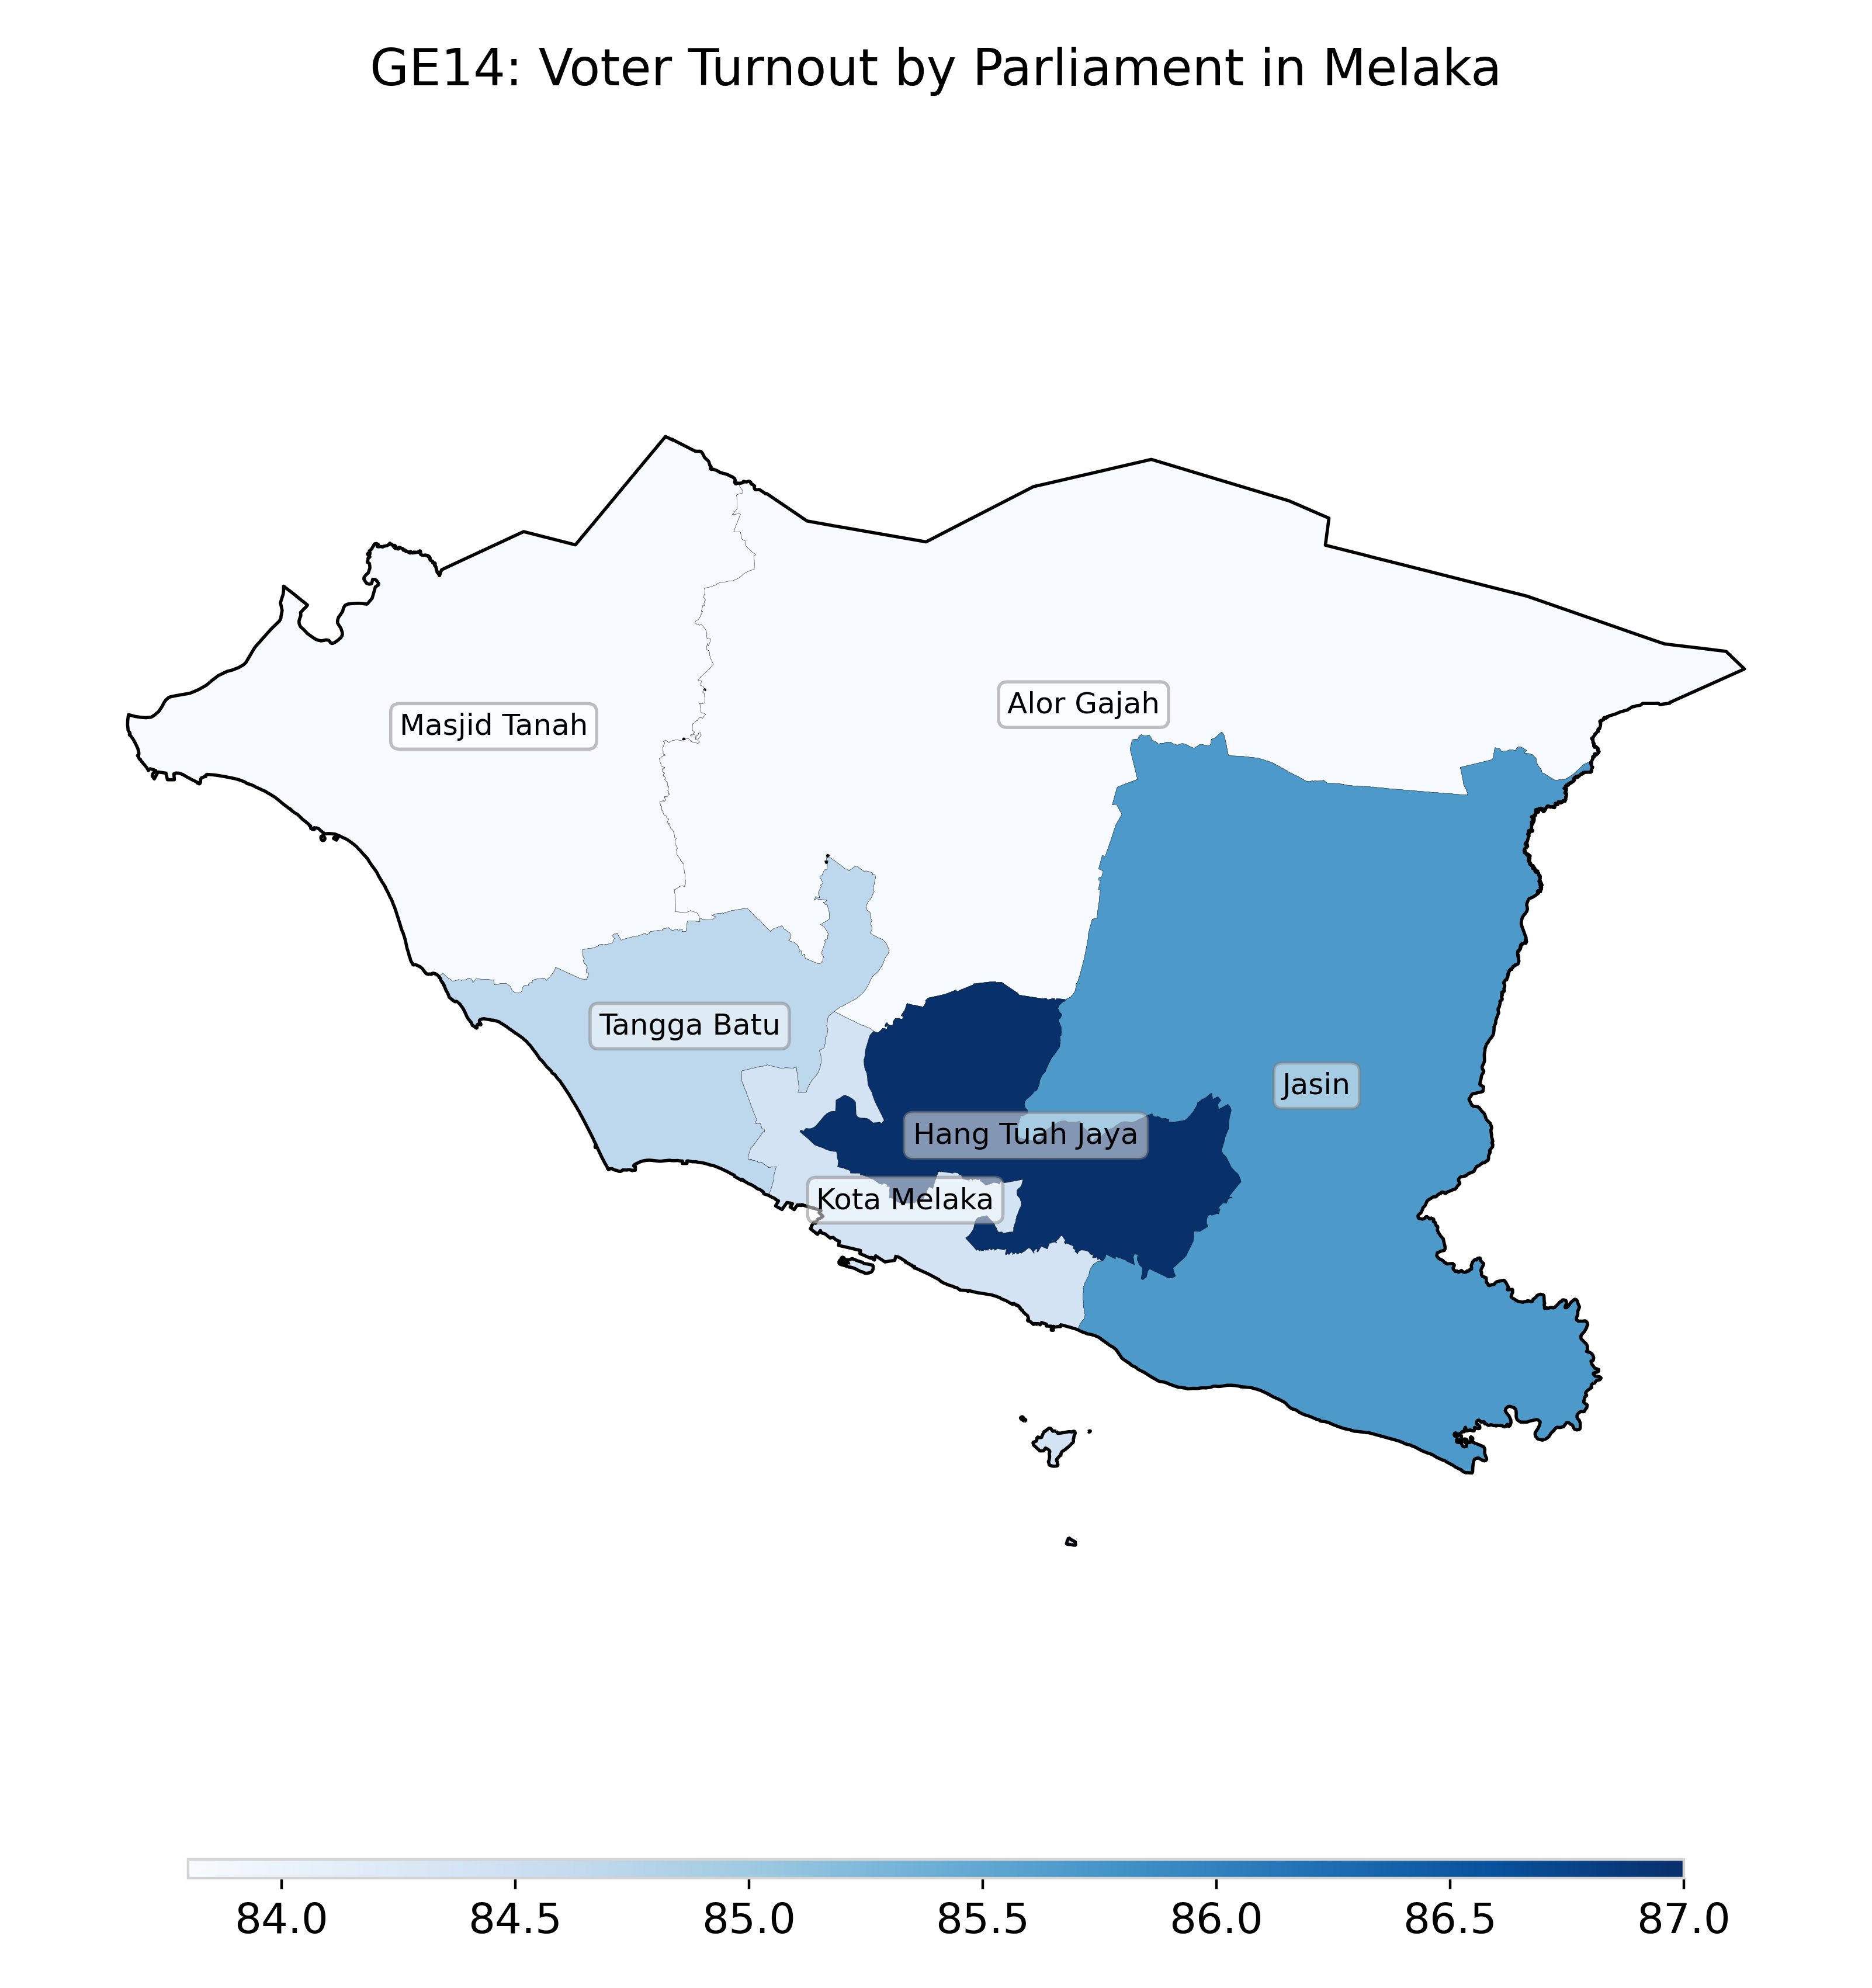 GE14: Voter Turnout by Parliament in Melaka
Alor Gajah
Masjid Tanah
Tangga Batu
Jasin
Hang Tuah Jaya
Kota Melaka
84.0 84.5 85.0 85.5 86.0 86.5 87.0